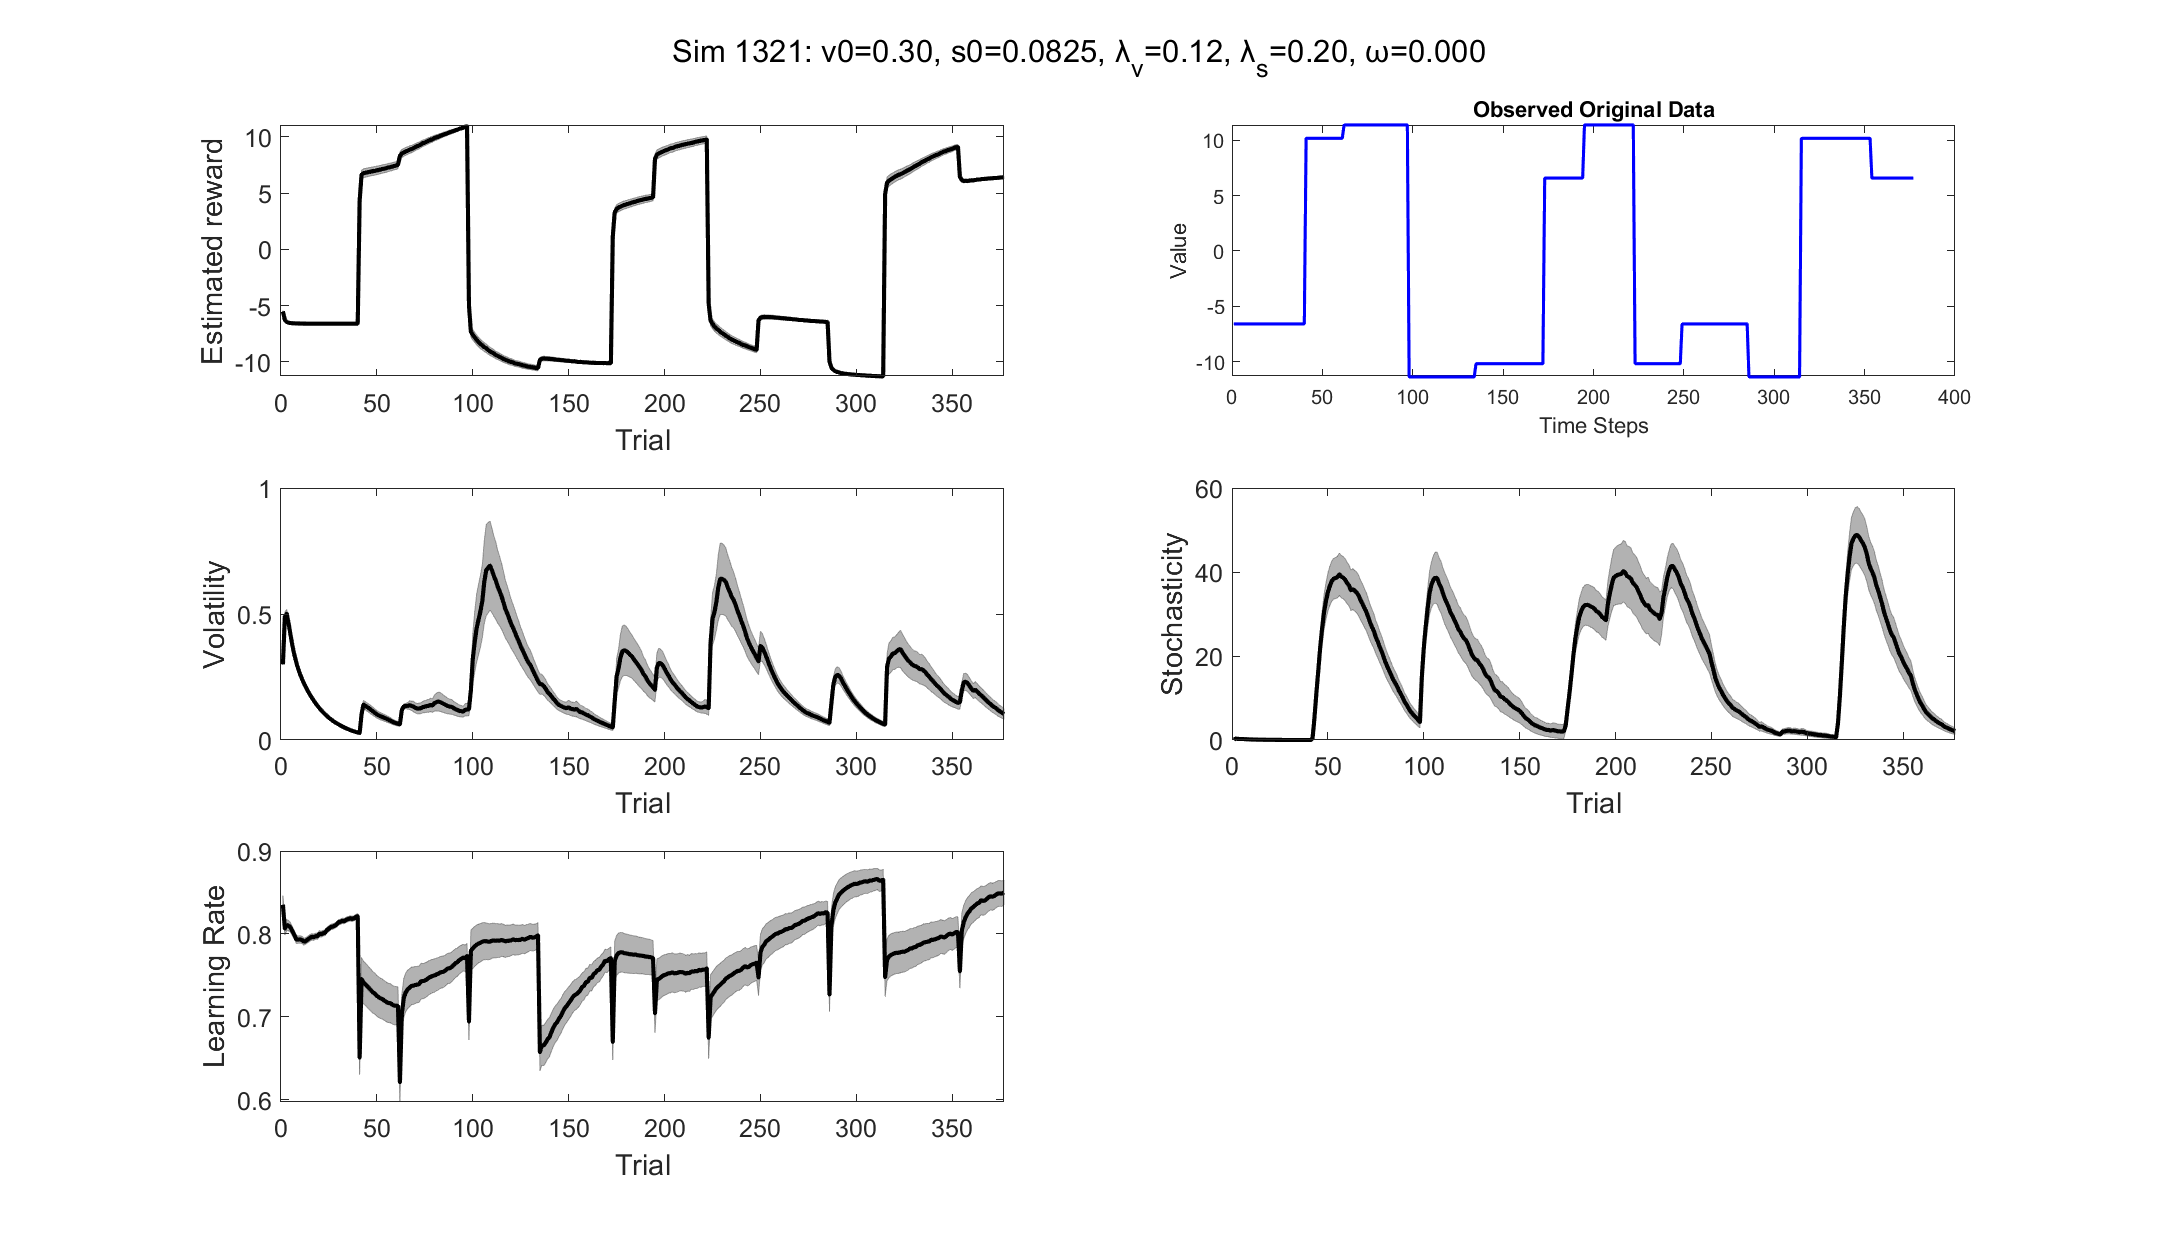 Sim 1321: v0=0.30, s0=0.0825, λv=0.12, λs=0.20, ω=0.000
Estimated reward
10
5
0
-5
-10
0 50 100 150 200 250 300 350
Trial
Observed Original Data
Value
10
5
0
-5
-10
0 50 100 150 200 250 300 350 400
Time Steps
Volatility
1
0.5
0
0 50 100 150 200 250 300 350
Trial
Stochasticity
60
40
20
0
0 50 100 150 200 250 300 350
Trial
Learning Rate
0.9
0.8
0.7
0.6
0 50 100 150 200 250 300 350
Trial